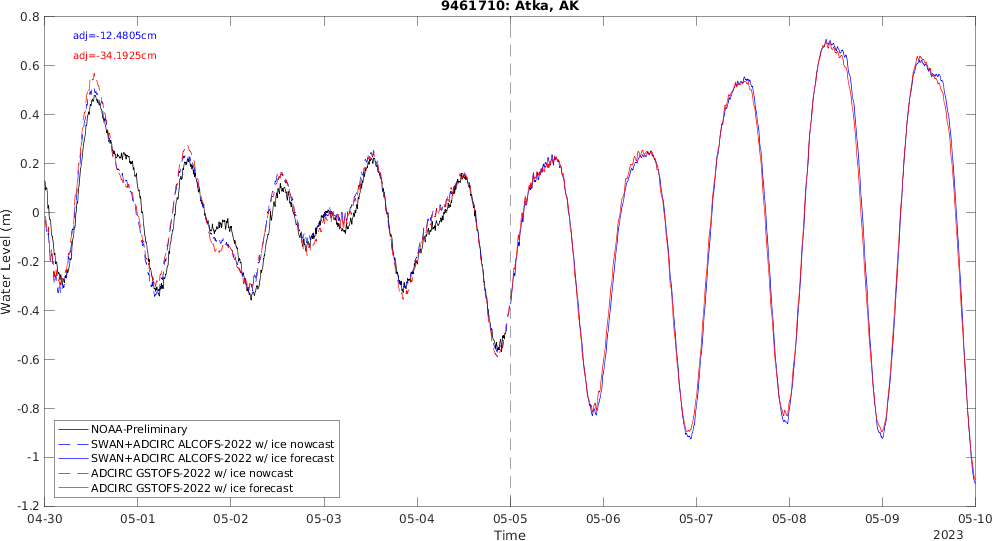 9461710: Atka, AK
adj=-12.4805cm
adj=-34.1925cm
0.8
0.6
0.4
0.2
0
-0.2
-0.4
-0.6
-0.8
-1
-1.2
Water Level (m)
NOAA-Preliminary
SWAN+ADCIRC ALCOFS-2022 w/ ice nowcast
SWAN+ADCIRC ALCOFS-2022 w/ ice forecast
ADCIRC GSTOFS-2022 w/ ice nowcast
ADCIRC GSTOFS-2022 w/ ice forecast
04-30 05-01 05-02 05-03 05-04 05-05 05-06 05-07 05-08 05-09 05-10
Time
2023